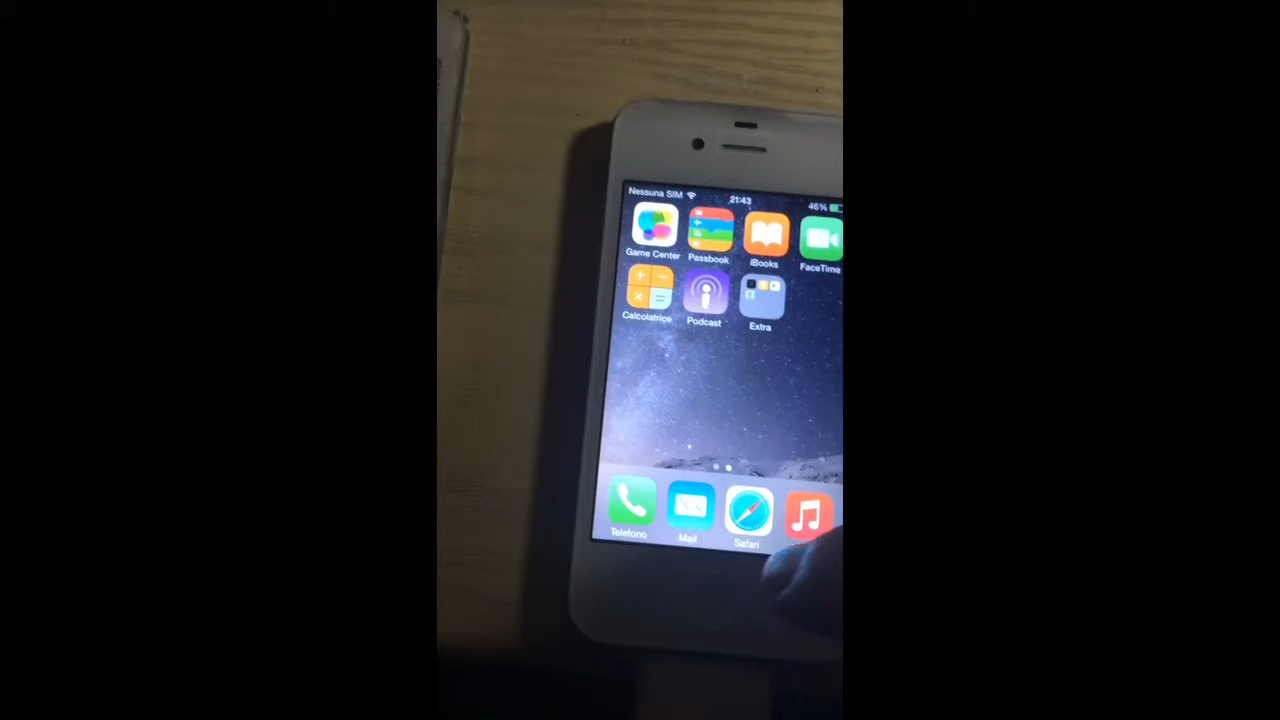 Nessuna SIM 21:43 46%
Game Center Passbook iBooks FaceTime
Calcolatrice Podcast Extra
Telefono Mail Safari